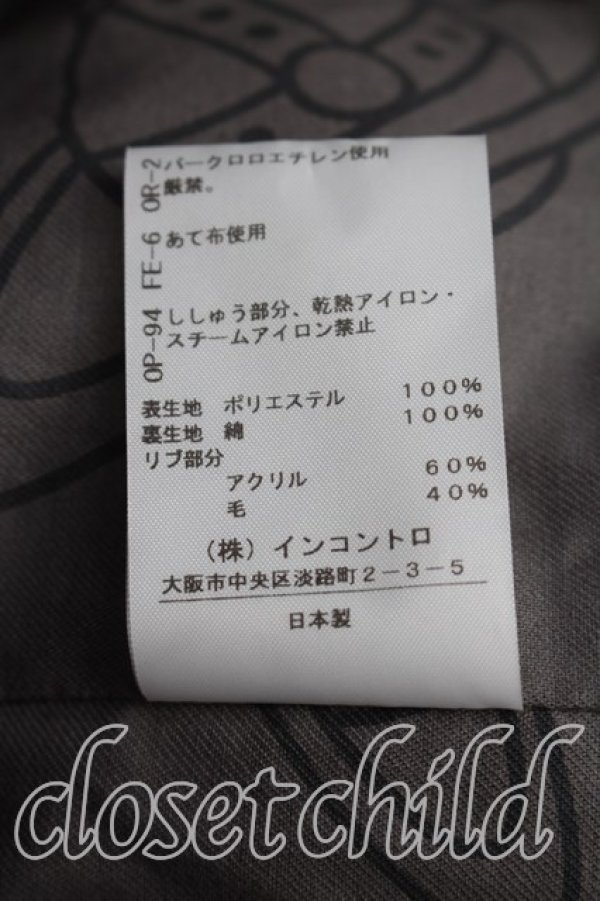 OR-2 パークロロエチレン使用
厳禁。
FE-6 あて布使用
OP-94 ししゅう部分、乾熱アイロン・
スチームアイロン禁止
表生地 ポリエステル 100%
裏生地 綿 100%
リブ部分
アクリル 60%
毛 40%
(株)インコントロ
大阪市中央区淡路町2-3-5
日本製
closet child